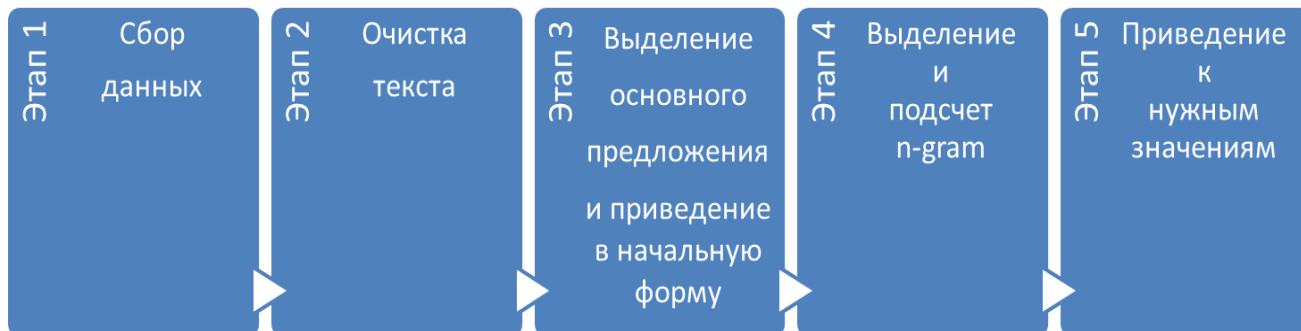 Этап 1
Сбор
данных
Этап 2
Очистка
текста
Этап 3
Выделение
основного
предложения
и приведение
в начальную
форму
Этап 4
Выделение
и
подсчет
n-gram
Этап 5
Приведение
к
нужным
значениям